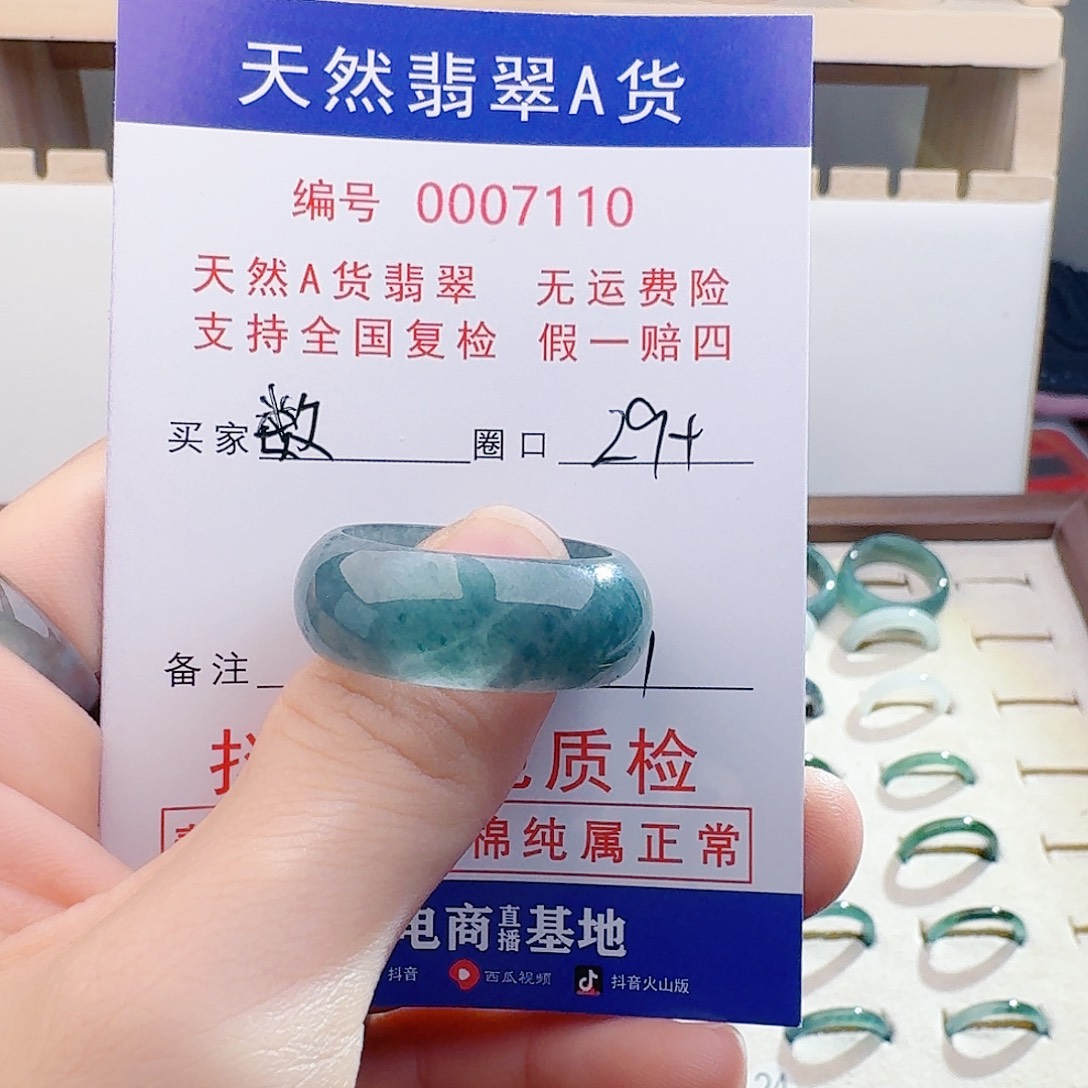 天然翡翠A货
编号 0007110
天然A货翡翠 无运费险
支持全国复检 假一赔四
买家 圈口 29+
备注
质检
棉纯属正常
电商直播基地
抖音 西瓜视频 抖音火山版
24